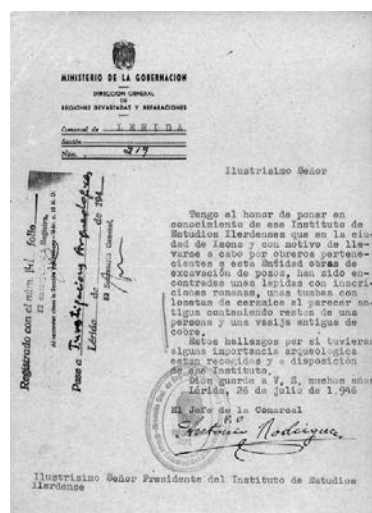 MINISTERIO DE LA GOBERNACION
DIRECCION GENERAL
DE
REGIONES DEVASTADAS Y REPARACIONES
Comarcal de LERIDA
Sección
Núm. 219
Registrado con el núm. 141 folio
Registro,
Pase a Investigaciones Arqueológicas
Lérida de de 194
El Secretario General,
Ilustrísimo Señor
Tengo el honor de poner en
conocimiento de ese Instituto de
Estudios Ilerdenses que en la ciu-
dad de Isona y con motivo de lle-
varse a cabo por obreros pertene-
cientes a esta Entidad obras de
excavación de pozos, han sido en-
contradas unas lapidas con inscri-
ciones romanas, unas tumbas con
losetas de ceramica al parecer an-
tigua conteniendo restos de una
persona y una vasija antigua de
cobre.
Estos hallazgos por si tuviera
alguna importancia arqueologica
estan recogidos y a disposición
de ese Instituto.
Dios guarde a V. S. muchos años
Lérida, 26 de julio de 1.946
El Jefe de la Comarcal
P.O.
Antonio Rodriguez
Ilustrísimo Señor Presidente del Instituto de Estudios
Ilerdense